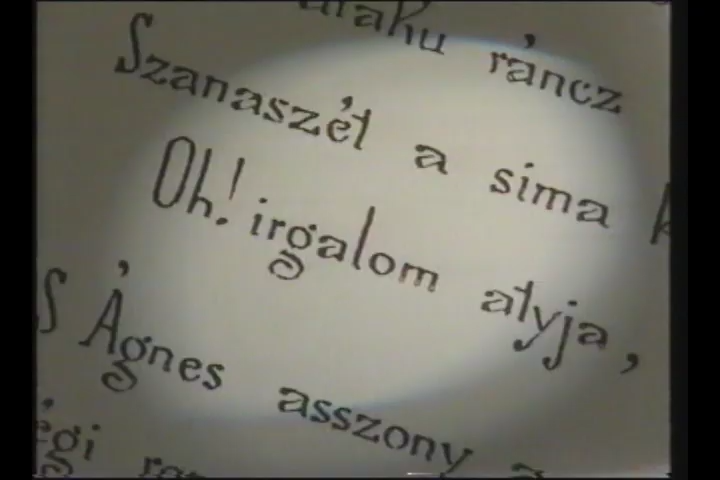 ráncz
Szanaszét a sima
Oh! irgalom atyja,
S Ágnes asszony